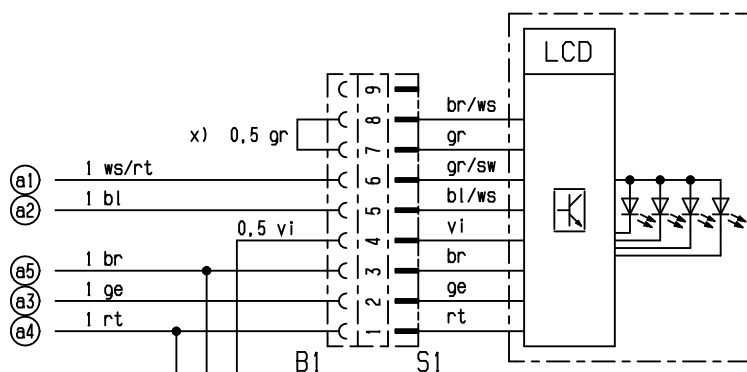 LCD
9
br/ws
8
x) 0,5 gr
gr
7
1 ws/rt
gr/sw
a1
6
1 bl
bl/ws
a2
5
0,5 vi
vi
4
1 br
br
a5
3
1 ge
ge
a3
2
1 rt
rt
a4
1
B1
S1